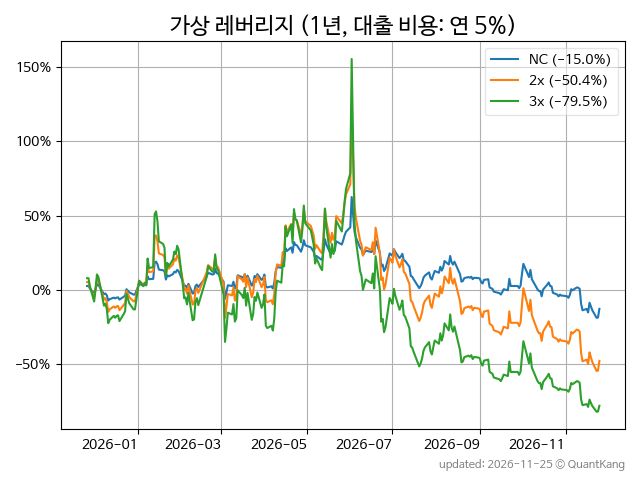 가상 레버리지 (1년, 대출 비용: 연 5%)
NC (−15.0%)
2x (−50.4%)
3x (−79.5%)
150%
100%
50%
0%
−50%
2026-01 2026-03 2026-05 2026-07 2026-09 2026-11
updated: 2026-11-25 © QuantKang